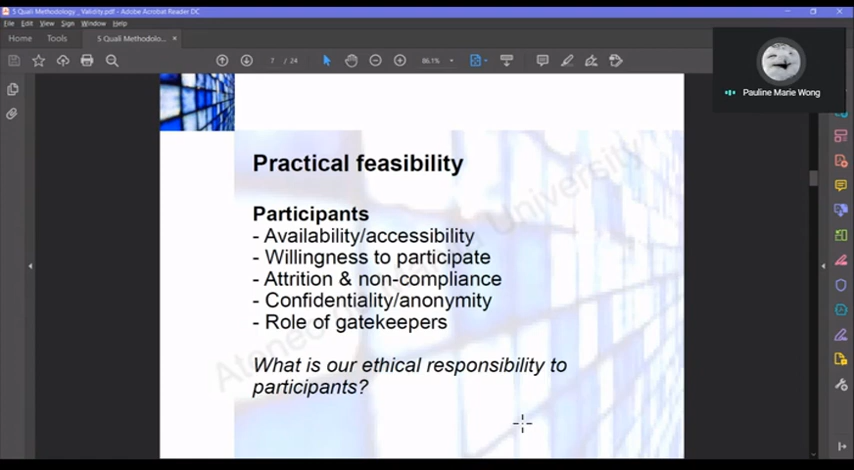 5 Quali Methodology _ Validity.pdf - Adobe Acrobat Reader DC
File Edit View Sign Window Help
Home Tools 5 Quali Methodolo... ×
7 / 24 86.1%
Pauline Marie Wong
Practical feasibility
Participants
- Availability/accessibility
- Willingness to participate
- Attrition & non-compliance
- Confidentiality/anonymity
- Role of gatekeepers
What is our ethical responsibility to
participants?
University